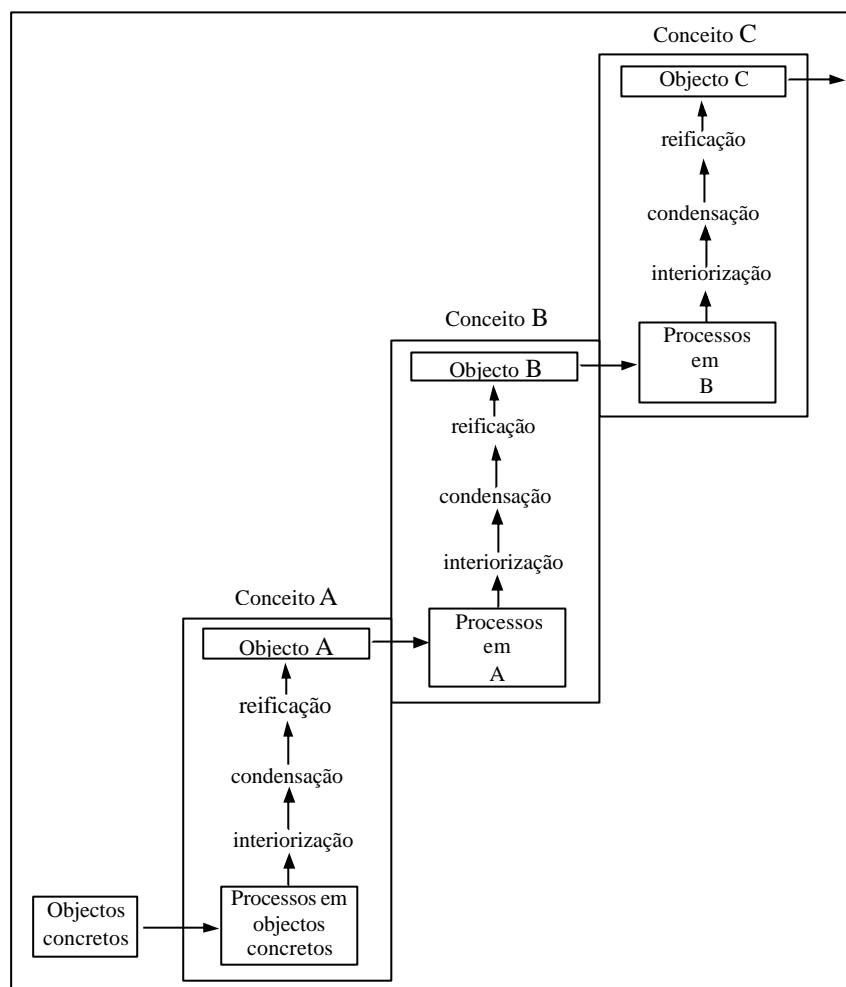 Conceito C
Objecto C
reificação
condensação
interiorização
Processos
em
B
Conceito B
Objecto B
reificação
condensação
interiorização
Processos
em
A
Conceito A
Objecto A
reificação
condensação
interiorização
Processos em
objectos
concretos
Objectos
concretos